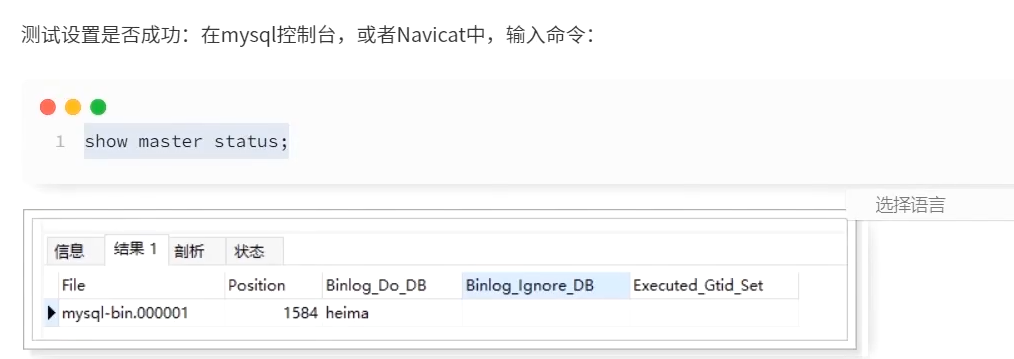 测试设置是否成功：在mysql控制台，或者Navicat中，输入命令：
1 show master status;
选择语言
信息 结果 1 剖析 状态
File Position Binlog_Do_DB Binlog_Ignore_DB Executed_Gtid_Set
mysql-bin.000001 1584 heima